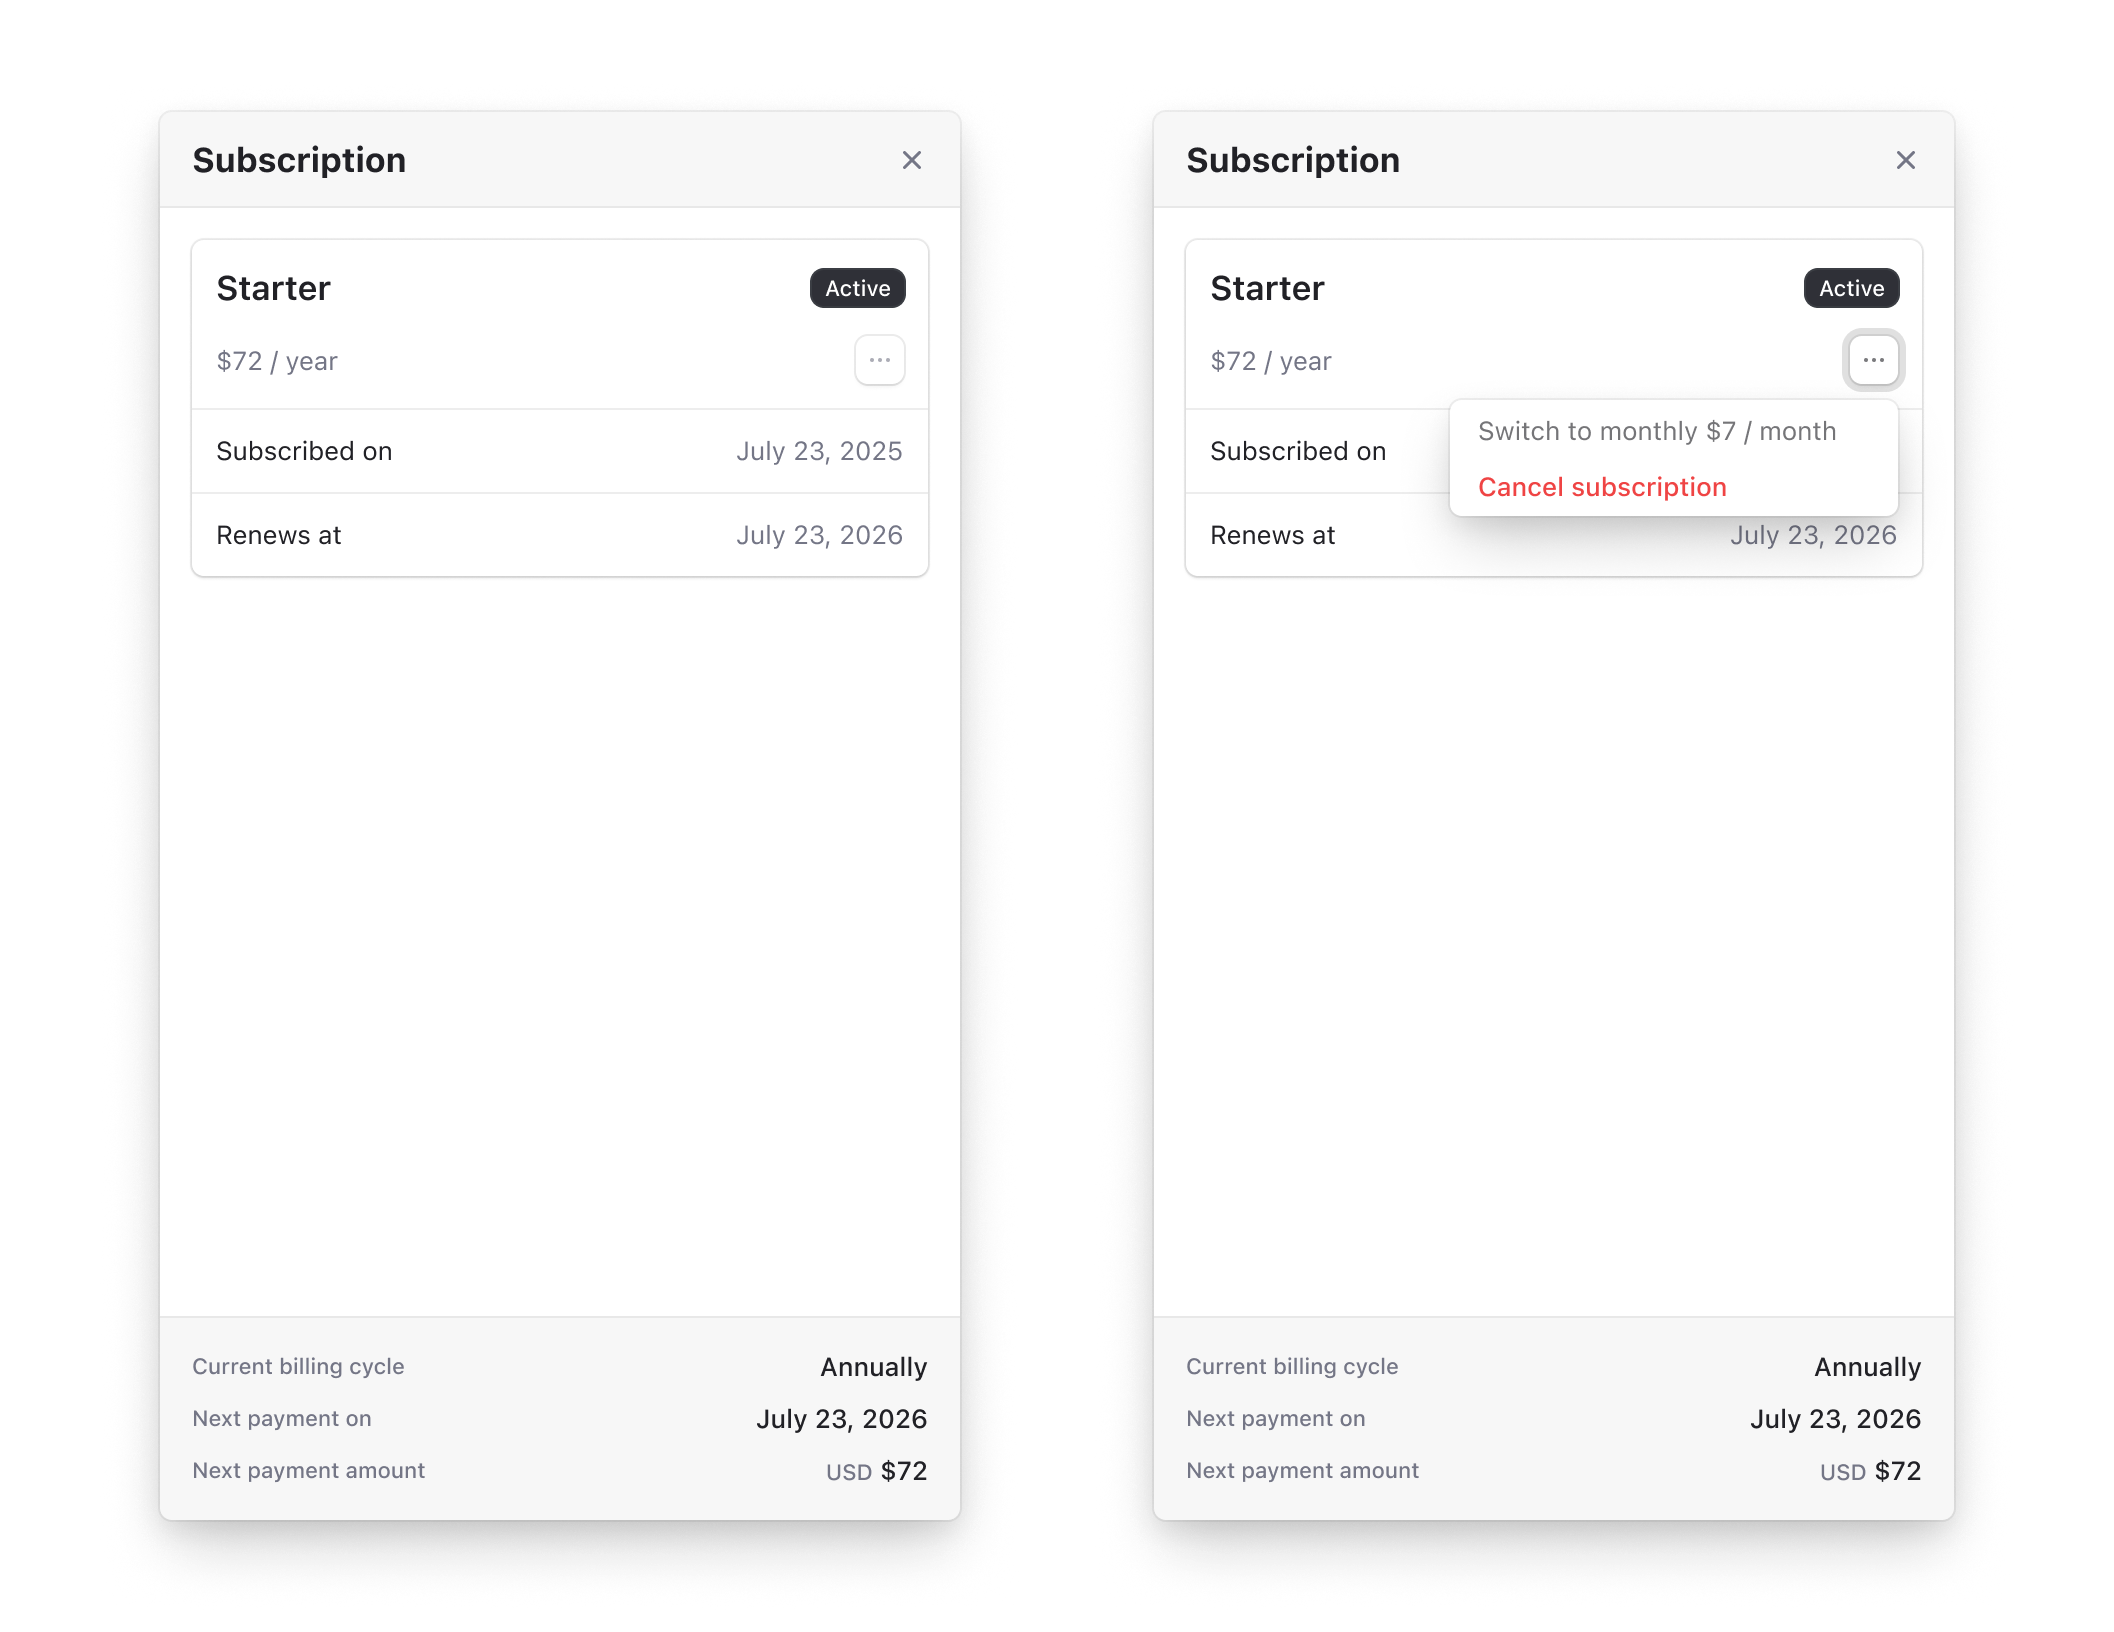 Subscription
Starter
Active
$72 / year
Subscribed on
July 23, 2025
Renews at
July 23, 2026
Current billing cycle
Annually
Next payment on
July 23, 2026
Next payment amount
USD $72
Subscription
Starter
Active
$72 / year
Switch to monthly $7 / month
Subscribed on
Cancel subscription
Renews at
July 23, 2026
Current billing cycle
Annually
Next payment on
July 23, 2026
Next payment amount
USD $72